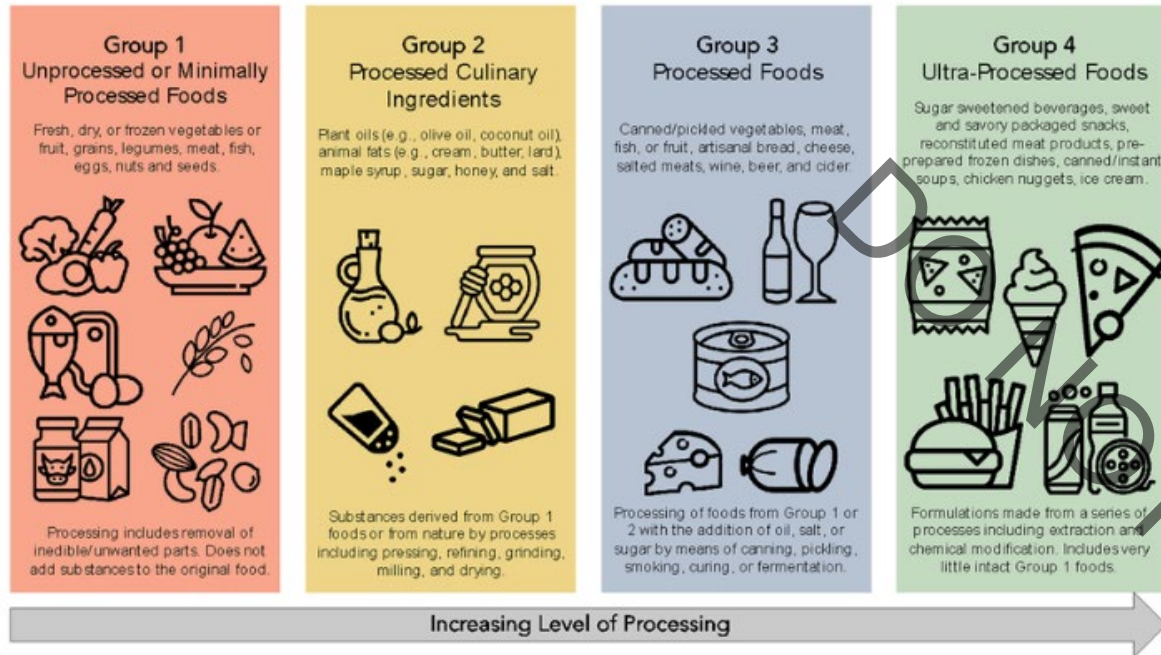 Group 1
Unprocessed or Minimally
Processed Foods
Fresh, dry, or frozen vegetables or
fruit, grains, legumes, meat, fish,
eggs, nuts and seeds.
Processing includes removal of
inedible/unwanted parts. Does not
add substances to the original food.
Group 2
Processed Culinary
Ingredients
Plant oils (e.g., olive oil, coconut oil),
animal fats (e.g., cream, butter, lard),
maple syrup, sugar, honey, and salt.
Substances derived from Group 1
foods or from nature by processes
including pressing, refining, grinding,
milling, and drying.
Group 3
Processed Foods
Canned/pickled vegetables, meat,
fish, or fruit, artisanal bread, cheese,
salted meats, wine, beer, and cider.
Processing of foods from Group 1 or
2 with the addition of oil, salt, or
sugar by means of canning, pickling,
smoking, curing, or fermentation.
Group 4
Ultra-Processed Foods
Sugar sweetened beverages, sweet
and savory packaged snacks,
reconstituted meat products, pre-
prepared frozen dishes, canned/instant
soups, chicken nuggets, ice cream.
Formulations made from a series of
processes including extraction and
chemical modification. Includes very
little intact Group 1 foods.
Increasing Level of Processing